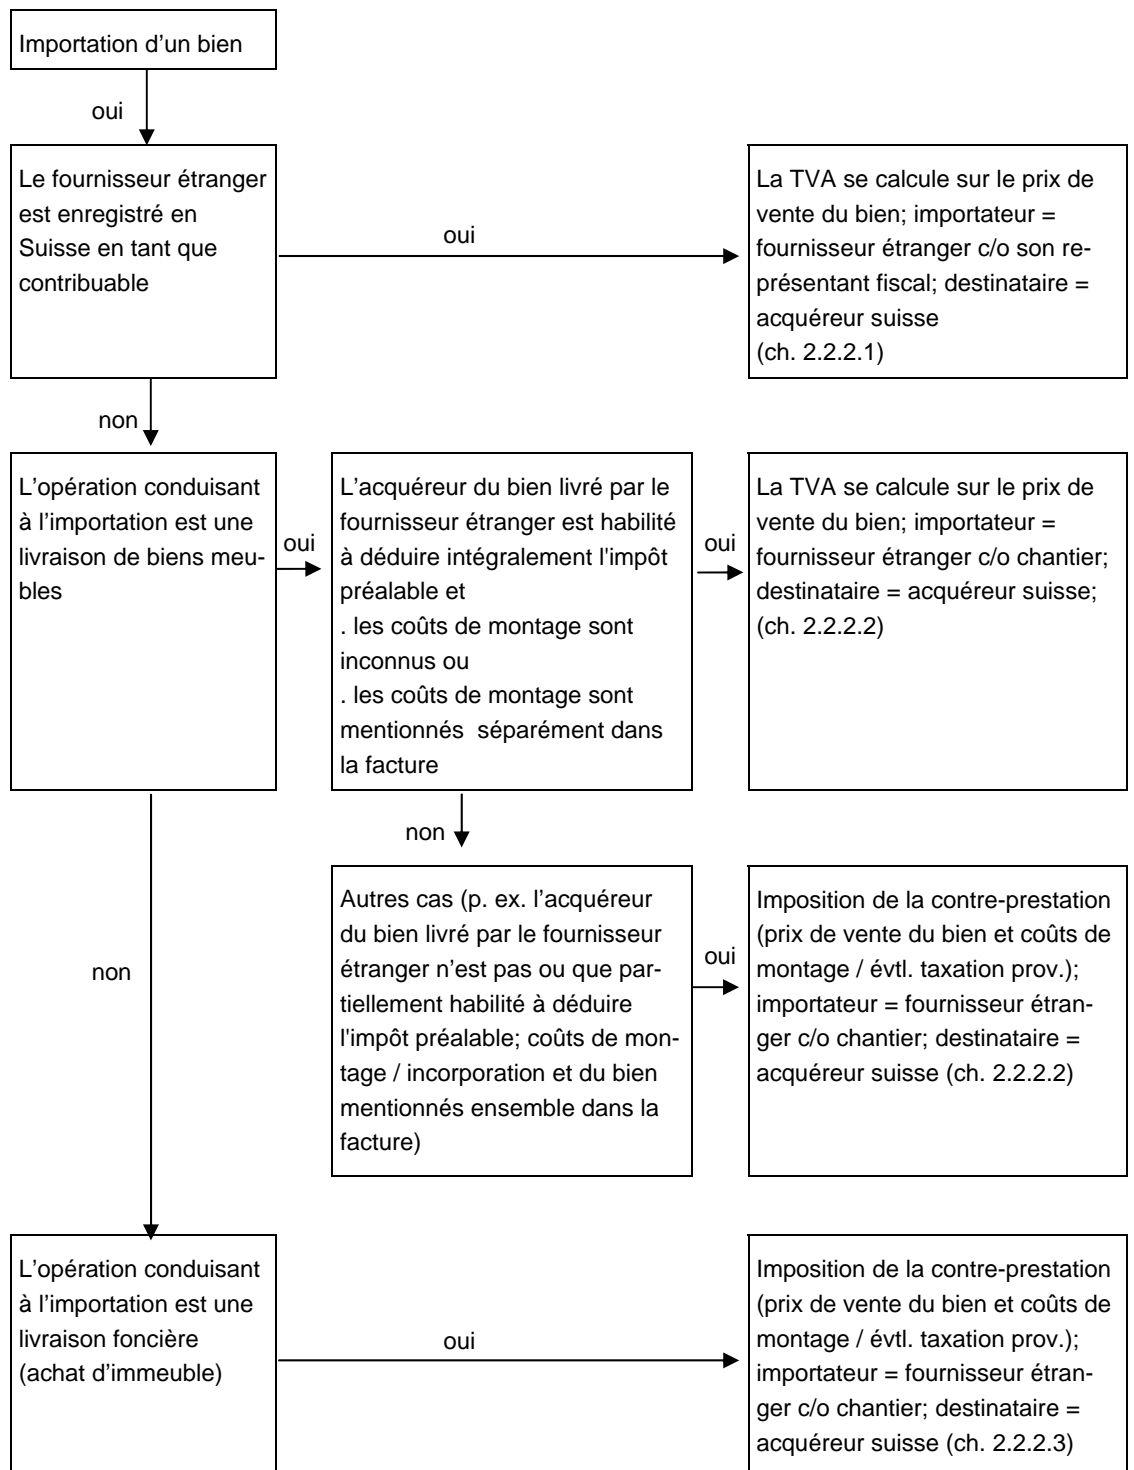 Importation d’un bien
oui
Le fournisseur étranger
est enregistré en
Suisse en tant que
contribuable
oui
La TVA se calcule sur le prix de
vente du bien; importateur =
fournisseur étranger c/o son re-
présentant fiscal; destinataire =
acquéreur suisse
(ch. 2.2.2.1)
non
L’opération conduisant
à l’importation est une
livraison de biens meu-
bles
oui
L’acquéreur du bien livré par le
fournisseur étranger est habilité
à déduire intégralement l'impôt
préalable et
. les coûts de montage sont
inconnus ou
. les coûts de montage sont
mentionnés  séparément dans
la facture
oui
La TVA se calcule sur le prix de
vente du bien; importateur =
fournisseur étranger c/o chantier;
destinataire = acquéreur suisse;
(ch. 2.2.2.2)
non
Autres cas (p. ex. l’acquéreur
du bien livré par le fournisseur
étranger n’est pas ou que par-
tiellement habilité à déduire
l'impôt préalable; coûts de mon-
tage / incorporation et du bien
mentionnés ensemble dans la
facture)
oui
Imposition de la contre-prestation
(prix de vente du bien et coûts de
montage / évtl. taxation prov.);
importateur = fournisseur étran-
ger c/o chantier; destinataire =
acquéreur suisse (ch. 2.2.2.2)
non
L’opération conduisant
à l’importation est une
livraison foncière
(achat d’immeuble)
oui
Imposition de la contre-prestation
(prix de vente du bien et coûts de
montage / évtl. taxation prov.);
importateur = fournisseur étran-
ger c/o chantier; destinataire =
acquéreur suisse (ch. 2.2.2.3)